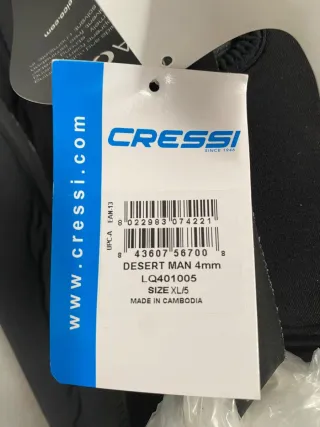 CRESSI
SINCE 1946
www.cressi.com
EAN 13
8 022983 074221
UPC-A
8 43607 56700 8
DESERT MAN 4mm
LQ401005
SIZE XL/5
MADE IN CAMBODIA